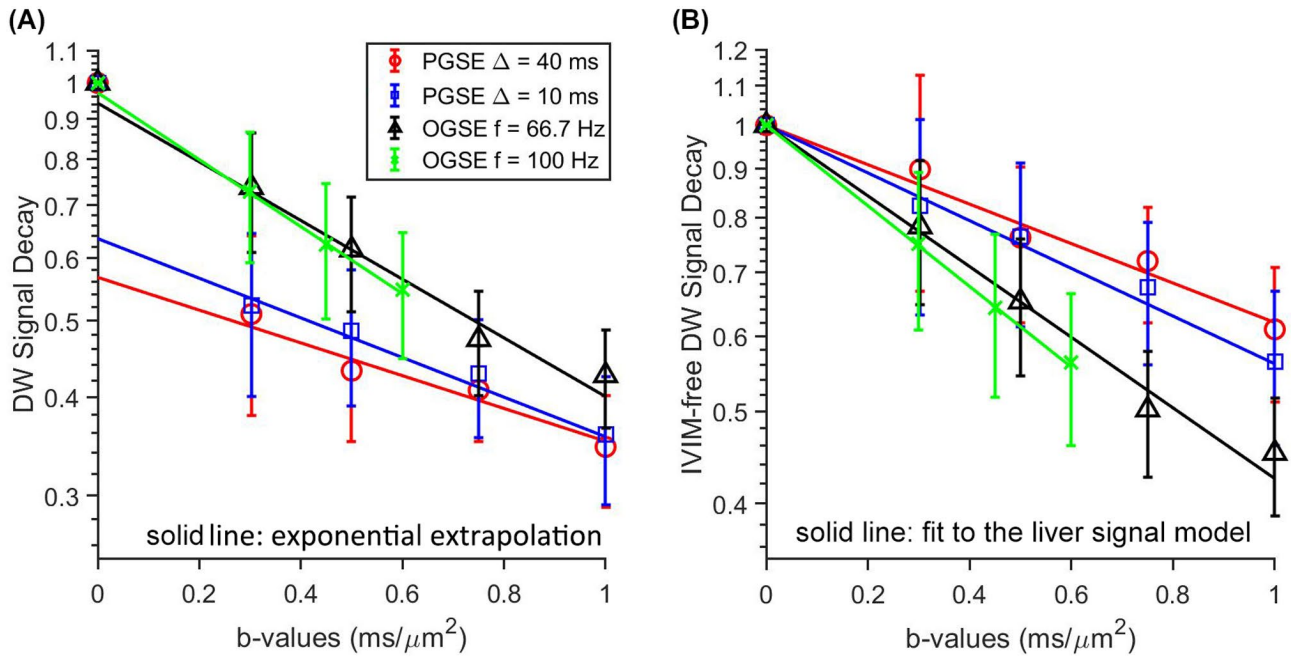 (A)
DW Signal Decay
1.1
1
0.9
0.8
0.7
0.6
0.5
0.4
0.3
PGSE Δ = 40 ms
PGSE Δ = 10 ms
OGSE f = 66.7 Hz
OGSE f = 100 Hz
solid line: exponential extrapolation
0 0.2 0.4 0.6 0.8 1
b-values (ms/μm²)
(B)
IVIM-free DW Signal Decay
1.2
1.1
1
0.9
0.8
0.7
0.6
0.5
0.4
solid line: fit to the liver signal model
0 0.2 0.4 0.6 0.8 1
b-values (ms/μm²)